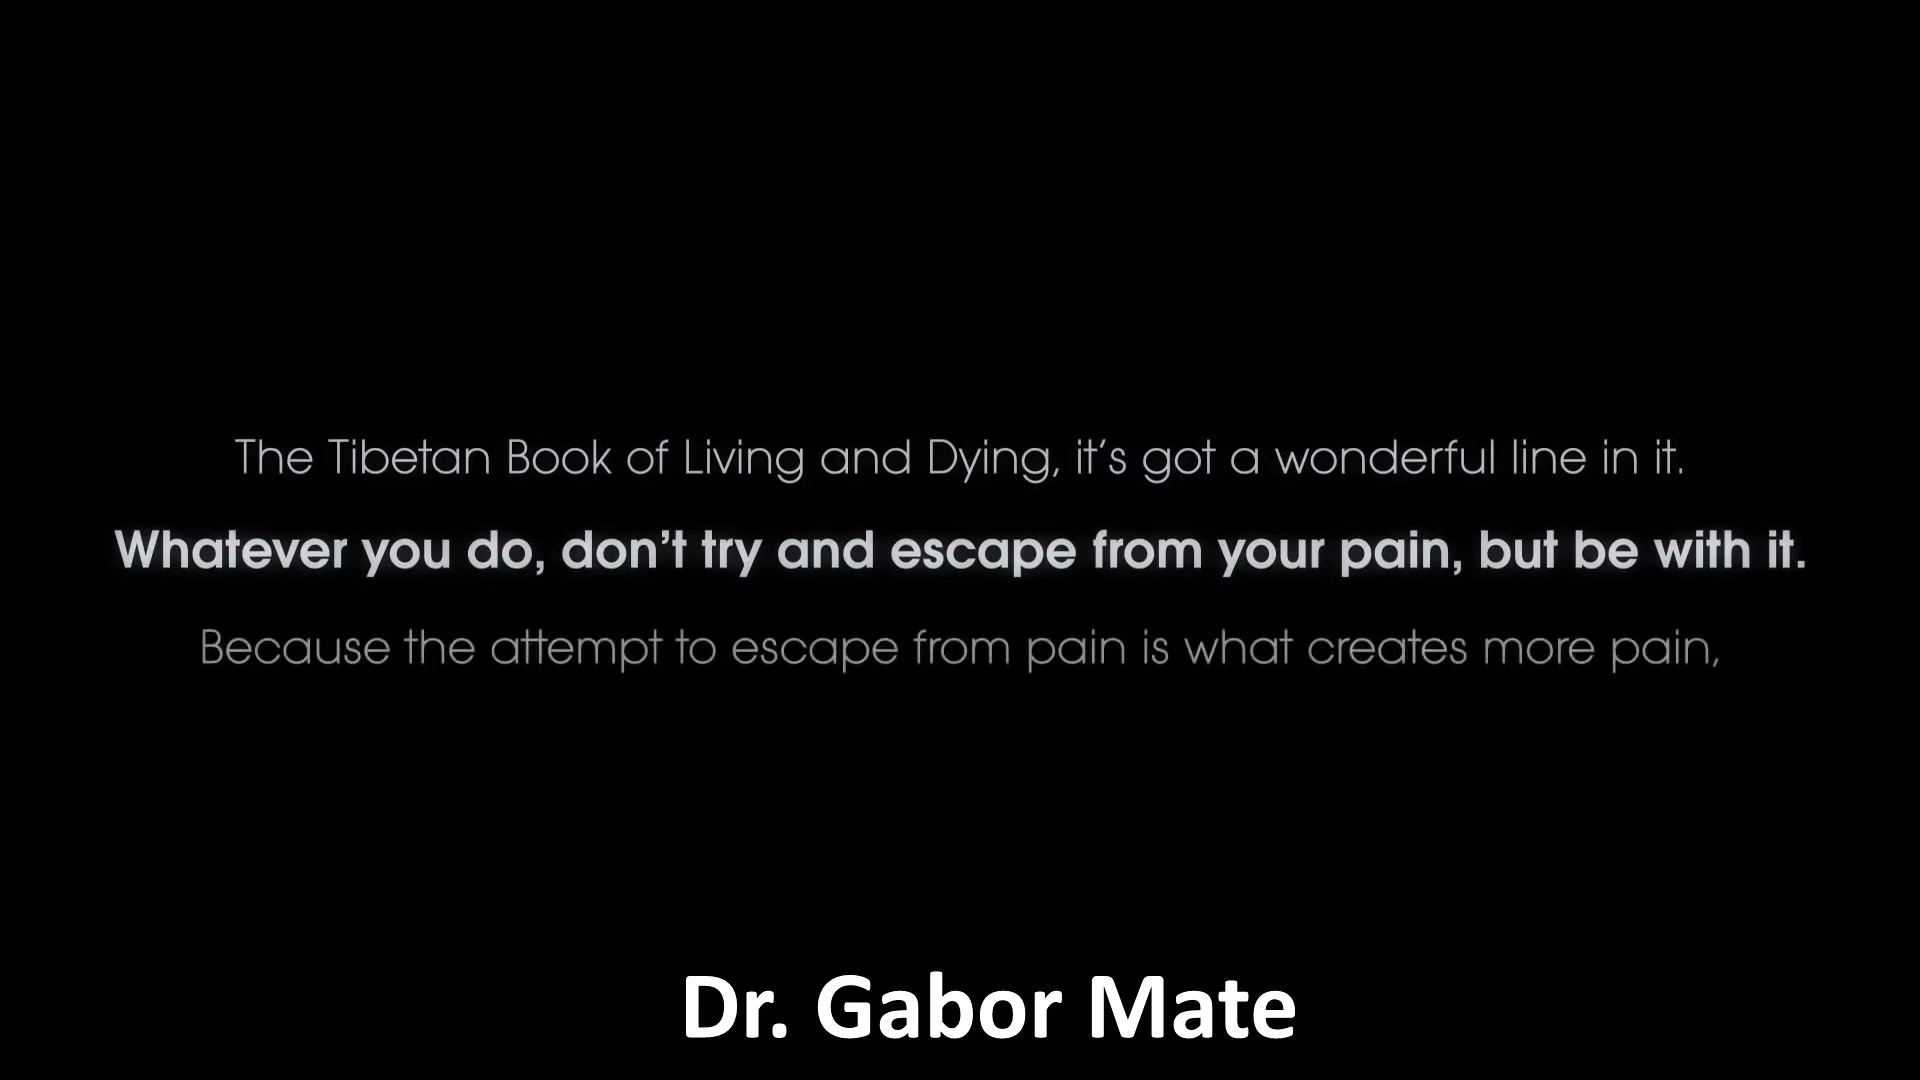 The Tibetan Book of Living and Dying, it's got a wonderful line in it.
Whatever you do, don't try and escape from your pain, but be with it.
Because the attempt to escape from pain is what creates more pain,
Dr. Gabor Mate